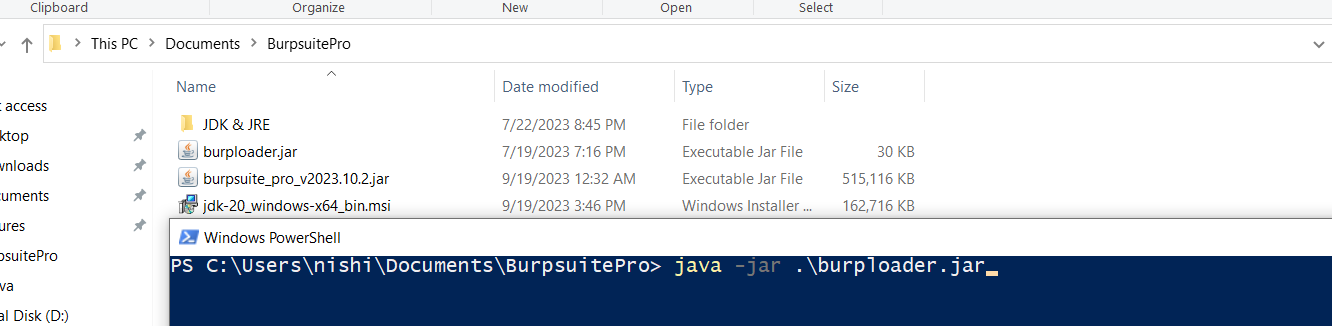 Clipboard Organize New Open Select
This PC Documents BurpsuitePro
Name Date modified Type Size
access
JDK & JRE 7/22/2023 8:45 PM File folder
ktop
burploader.jar 7/19/2023 7:16 PM Executable Jar File 30 KB
wnloads
burpsuite_pro_v2023.10.2.jar 9/19/2023 12:32 AM Executable Jar File 515,116 KB
cuments
jdk-20_windows-x64_bin.msi 9/19/2023 3:46 PM Windows Installer ... 162,716 KB
ures
Windows PowerShell
psuitePro
PS C:\Users\nishi\Documents\BurpsuitePro> java -jar .\burploader.jar
va
al Disk (D:)